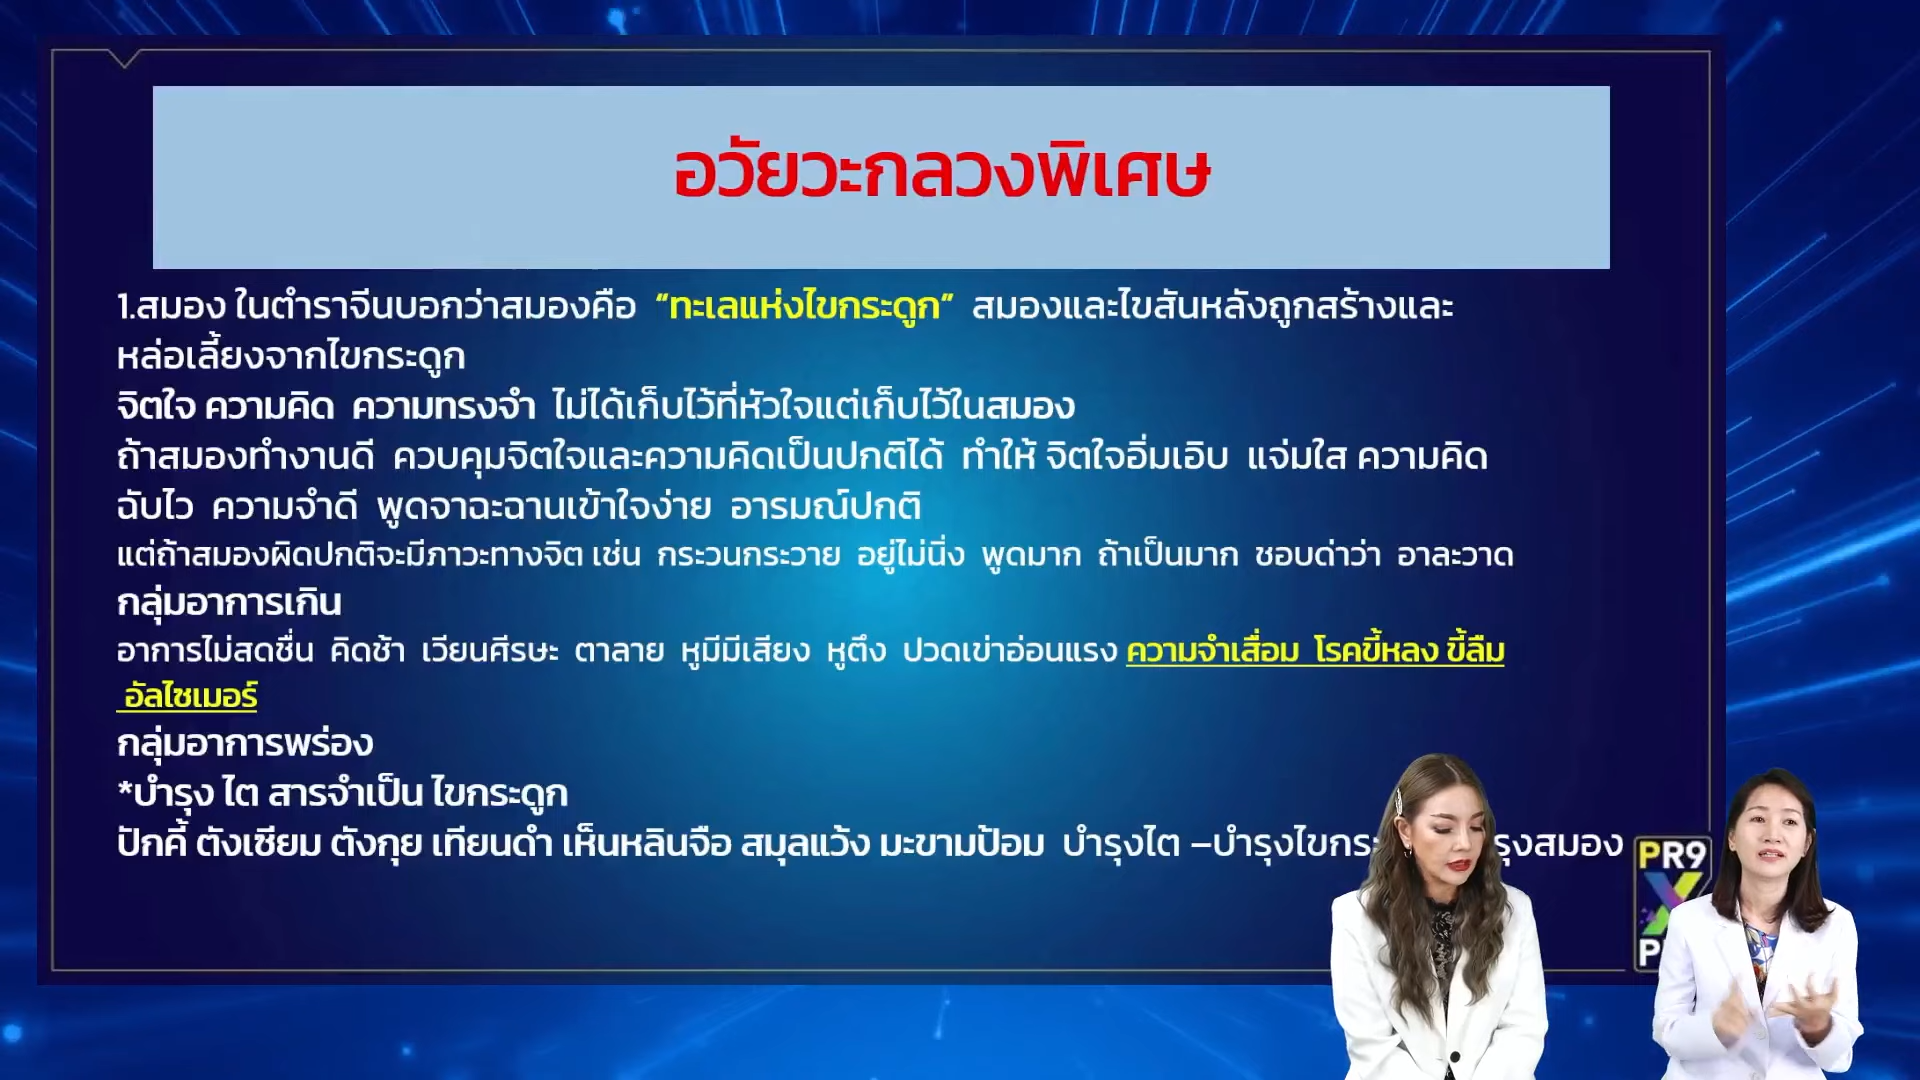 อวัยวะกลวงพิเศษ
1.สมอง ในตำราจีนบอกว่าสมองคือ “ทะเลแห่งไขกระดูก” สมองและไขสันหลังถูกสร้างและ
หล่อเลี้ยงจากไขกระดูก
จิตใจ ความคิด ความทรงจำ ไม่ได้เก็บไว้ที่หัวใจแต่เก็บไว้ในสมอง
ถ้าสมองทำงานดี ควบคุมจิตใจและความคิดเป็นปกติได้ ทำให้ จิตใจอิ่มเอิบ แจ่มใส ความคิด
ฉับไว ความจำดี พูดจาฉะฉานเข้าใจง่าย อารมณ์ปกติ
แต่ถ้าสมองผิดปกติจะมีภาวะทางจิต เช่น กระวนกระวาย อยู่ไม่นิ่ง พูดมาก ถ้าเป็นมาก ชอบด่าว่า อาละวาด
กลุ่มอาการเกิน
อาการไม่สดชื่น คิดช้า เวียนศีรษะ ตาลาย หูมีมีเสียง หูตึง ปวดเข่าอ่อนแรง ความจำเสื่อม โรคขี้หลง ขี้ลืม
อัลไซเมอร์
กลุ่มอาการพร่อง
*บำรุง ไต สารจำเป็น ไขกระดูก
ปักคี้ ตังเซียม ตังกุย เทียนดำ เห็นหลินจือ สมุลแว้ง มะขามป้อม บำรุงไต –บำรุงไขกระ รุงสมอง
PR9
X